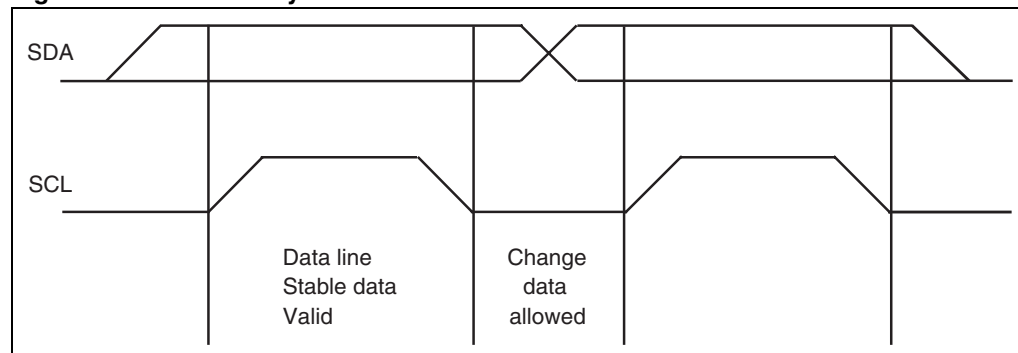 SDA
SCL
Data line
Stable data
Valid
Change
data
allowed